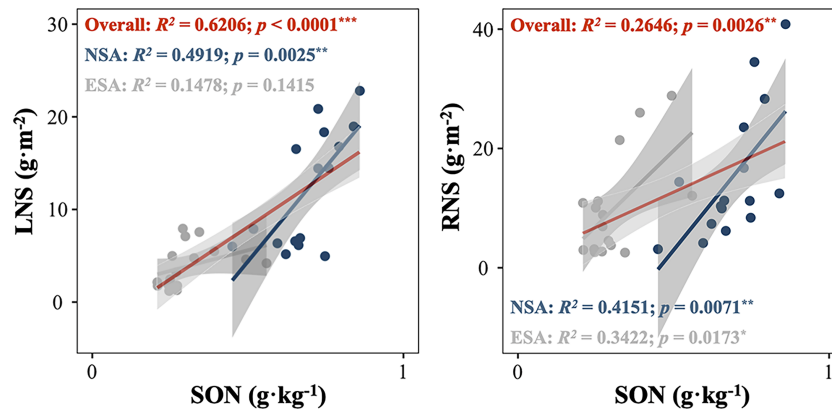 Overall: R² = 0.6206; p < 0.0001***
NSA: R² = 0.4919; p = 0.0025**
ESA: R² = 0.1478; p = 0.1415
30
20
10
0
LNS (g·m⁻²)
0
1
SON (g·kg⁻¹)
Overall: R² = 0.2646; p = 0.0026**
40
20
0
RNS (g·m⁻²)
NSA: R² = 0.4151; p = 0.0071**
ESA: R² = 0.3422; p = 0.0173*
0
1
SON (g·kg⁻¹)